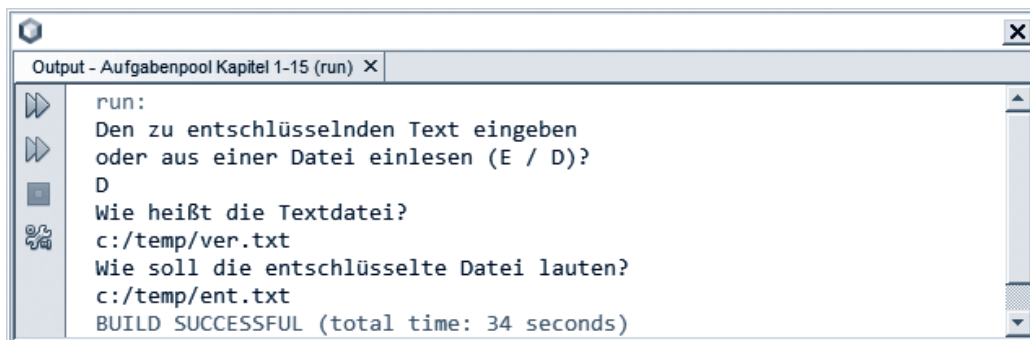 Output - Aufgabenpool Kapitel 1-15 (run)
run:
Den zu entschlüsselnden Text eingeben
oder aus einer Datei einlesen (E / D)?
D
Wie heißt die Textdatei?
c:/temp/ver.txt
Wie soll die entschlüsselte Datei lauten?
c:/temp/ent.txt
BUILD SUCCESSFUL (total time: 34 seconds)